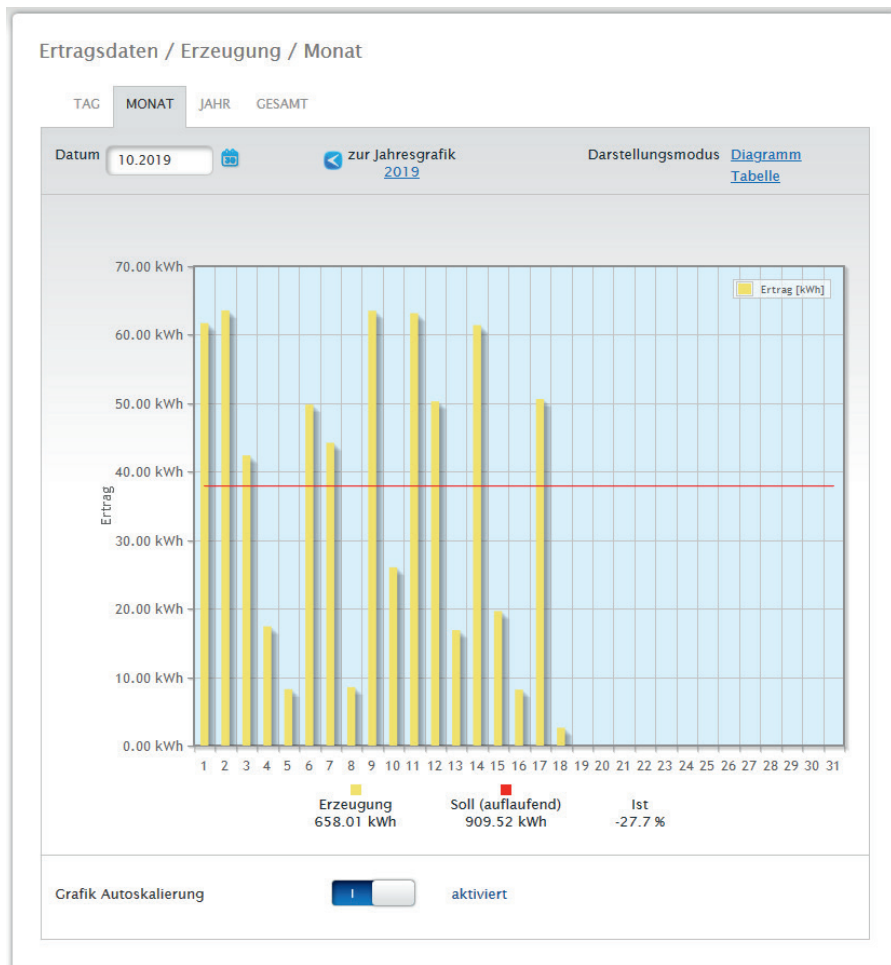 Ertragsdaten / Erzeugung / Monat
TAG MONAT JAHR GESAMT
Datum 10.2019 30 zur Jahresgrafik Darstellungsmodus Diagramm
2019 Tabelle
70.00 kWh
Ertrag [kWh]
60.00 kWh
50.00 kWh
40.00 kWh
Ertrag
30.00 kWh
20.00 kWh
10.00 kWh
0.00 kWh
1 2 3 4 5 6 7 8 9 10 11 12 13 14 15 16 17 18 19 20 21 22 23 24 25 26 27 28 29 30 31
Erzeugung Soll (auflaufend) Ist
658.01 kWh 909.52 kWh -27.7 %
Grafik Autoskalierung I aktiviert